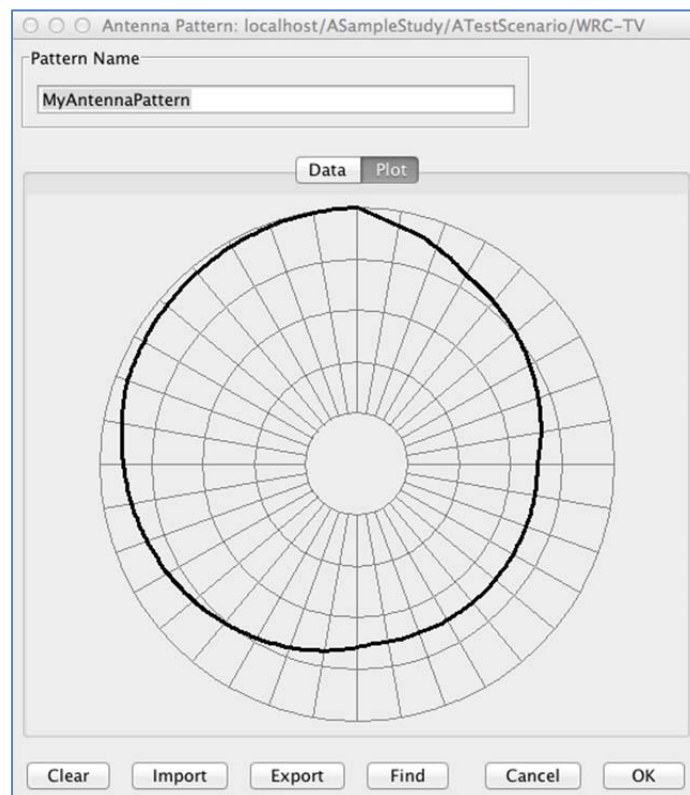 Antenna Pattern: localhost/ASampleStudy/ATestScenario/WRC-TV
Pattern Name
MyAntennaPattern
Data Plot
Clear Import Export Find Cancel OK